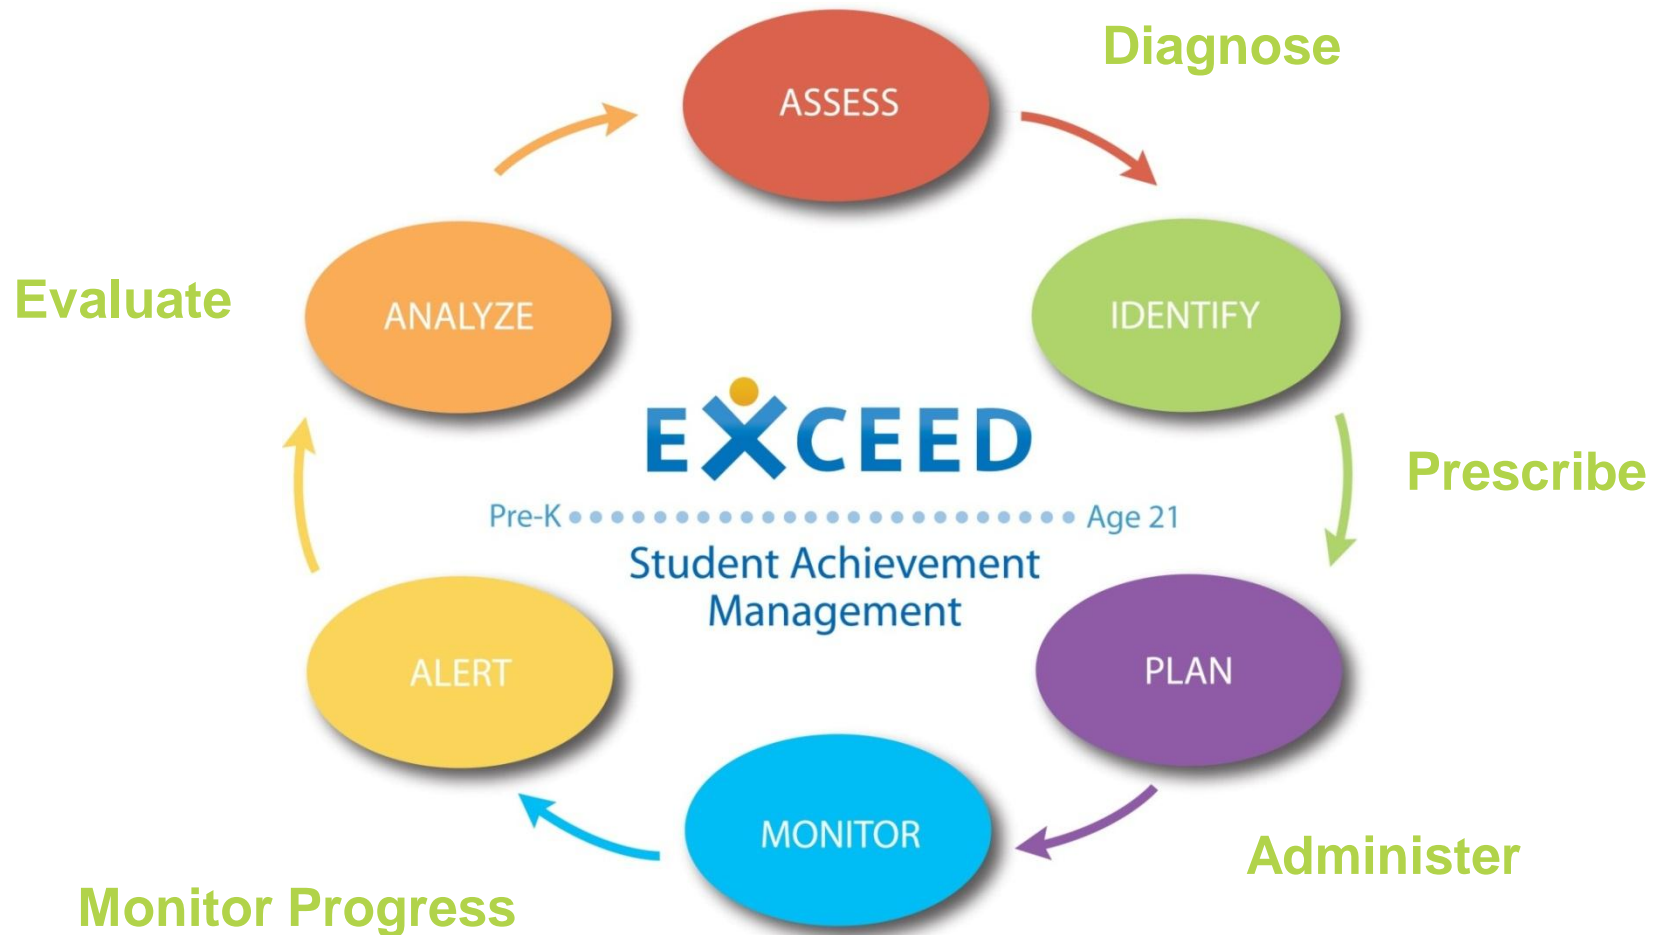 Diagnose
ASSESS
Evaluate
ANALYZE
IDENTIFY
EXCEED
Prescribe
Pre-K Age 21
Student Achievement
Management
ALERT
PLAN
MONITOR
Administer
Monitor Progress